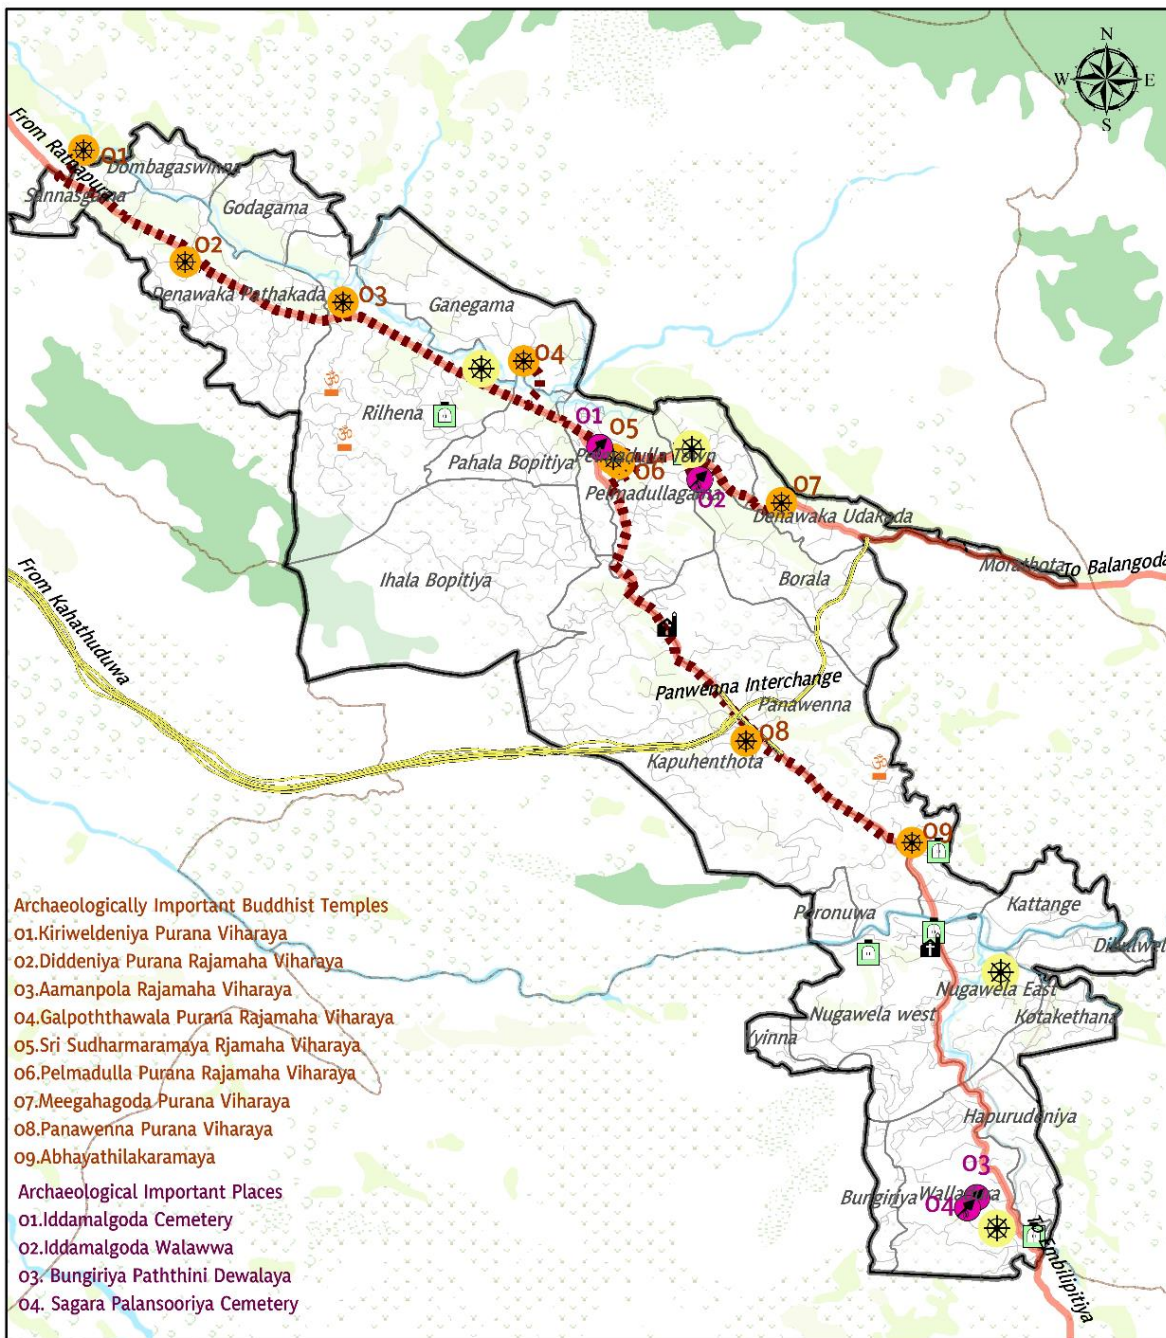 N
W E
S
From Ratnapura
01
Dombagaswinna
Sannasgama
Godagama
02
Denawaka Pathakada
03
Ganegama
04
Rilhena
01
05
Pelmadulla Town
Pahala Bopitiya
06
Pelmadullagama
02
07
Denawaka Udakada
Morathota
To Balangoda
Ihala Bopitiya
Borala
From Kahathuduwa
Panwenna Interchange
Panawenna
08
Kapuhenthota
09
Kattange
Poronuwa
Nugawela East
Nugawela west
Kotakethana
Hapurudeniya
03
Bungiriya
04
To Embilipitiya
Archaeologically Important Buddhist Temples
01.Kiriweldeniya Purana Viharaya
02.Diddeniya Purana Rajamaha Viharaya
03.Aamanpola Rajamaha Viharaya
04.Galpoththawala Purana Rajamaha Viharaya
05.Sri Sudharmaramaya Rjamaha Viharaya
06.Pelmadulla Purana Rajamaha Viharaya
07.Meegahagoda Purana Viharaya
08.Panawenna Purana Viharaya
09.Abhayathilakaramaya
Archaeological Important Places
01.Iddamalgoda Cemetery
02.Iddamalgoda Walawwa
03. Bungiriya Paththini Dewalaya
04. Sagara Palansooriya Cemetery